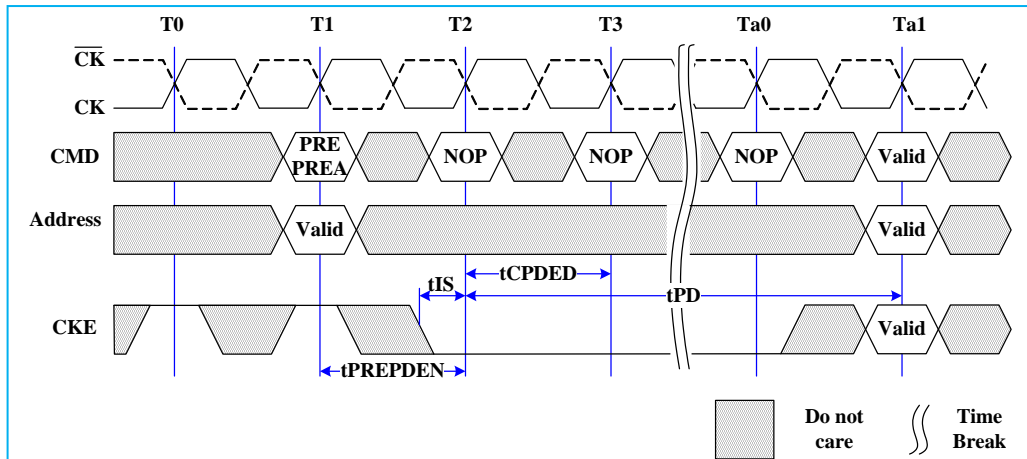 T0 T1 T2 T3 Ta0 Ta1
CK
CK
CMD PRE PREA NOP NOP NOP Valid
Address Valid Valid
tCPDED
tIS tPD
CKE Valid
tPREPDEN
Do not care
Time Break